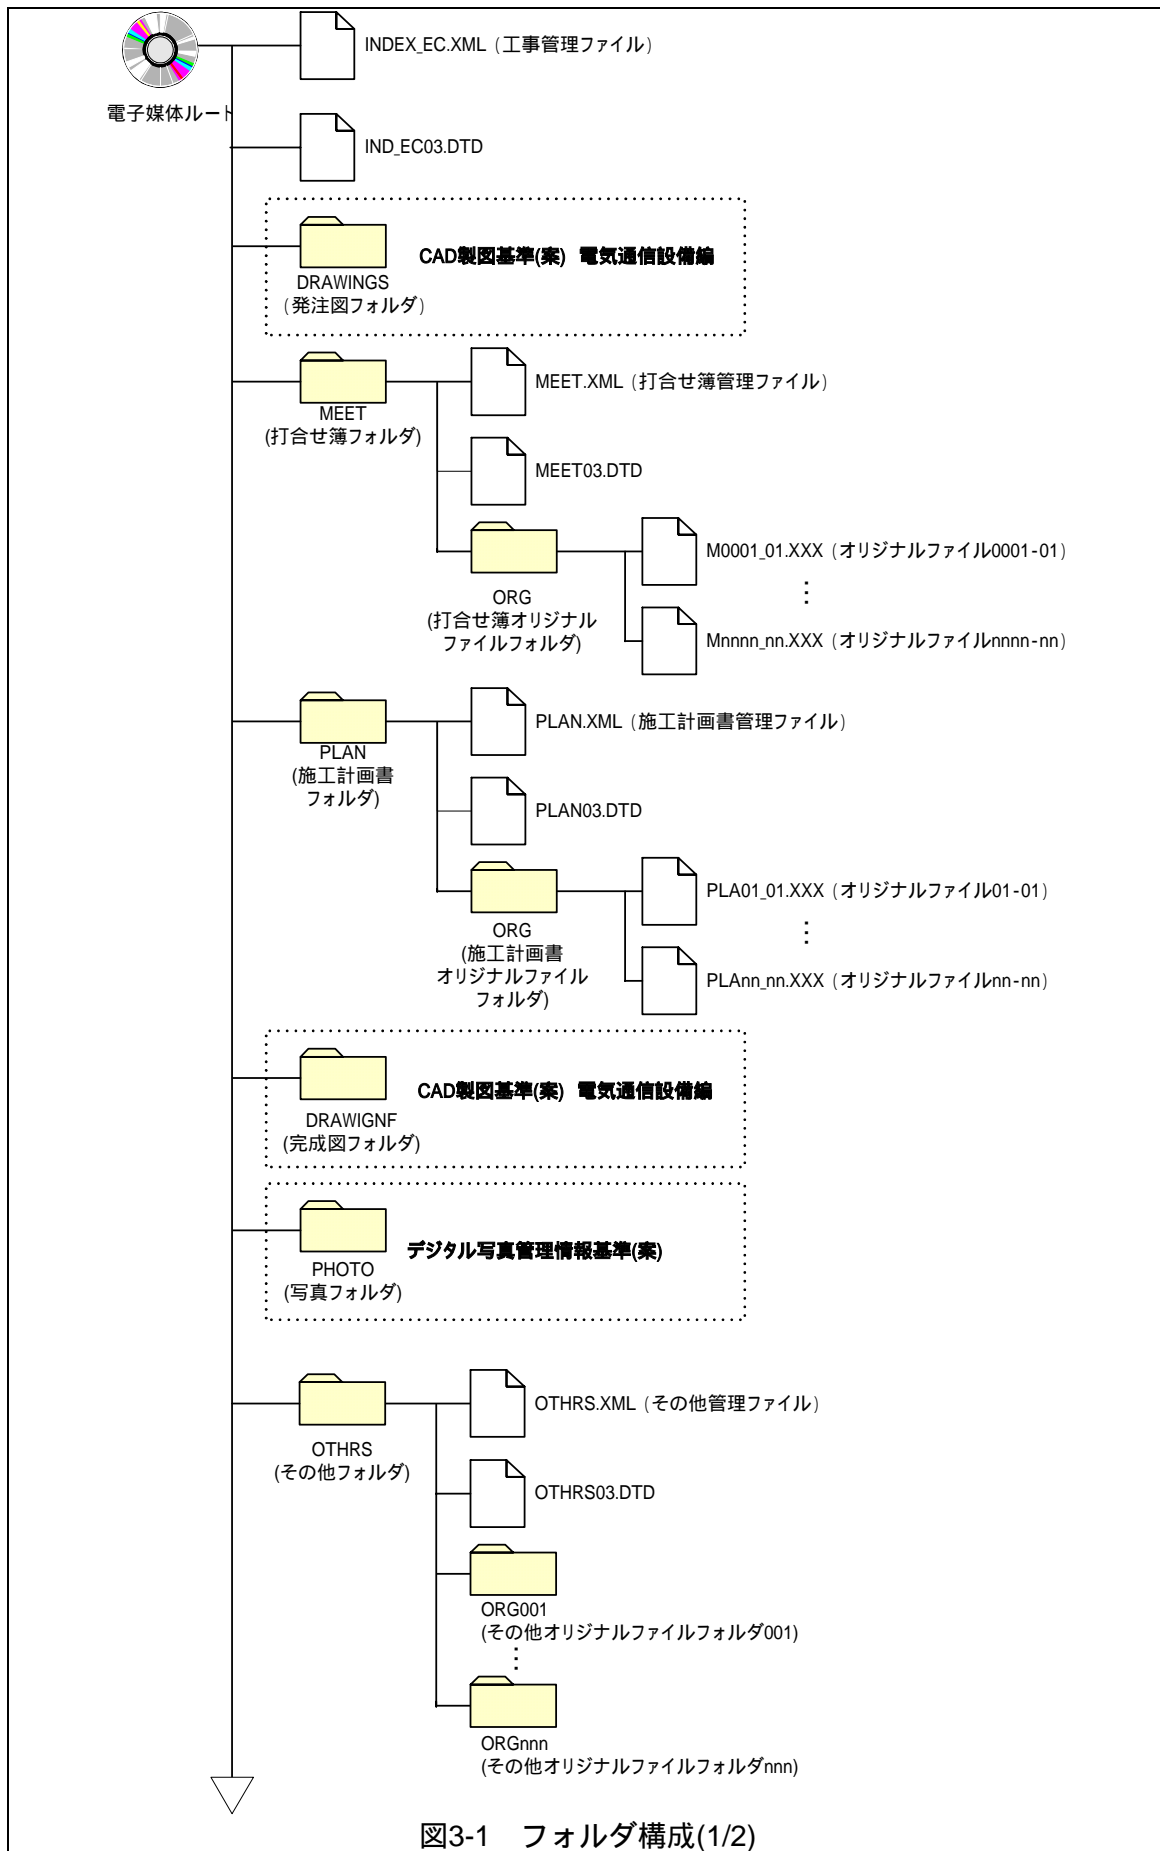 INDEX_EC.XML（工事管理ファイル）
電子媒体ルート
IND_EC03.DTD
CAD製図基準(案) 電気通信設備編
DRAWINGS
（発注図フォルダ）
MEET.XML（打合せ簿管理ファイル）
MEET
(打合せ簿フォルダ)
MEET03.DTD
M0001_01.XXX（オリジナルファイル0001-01）
ORG
(打合せ簿オリジナル
ファイルフォルダ)
⋮
Mnnnn_nn.XXX（オリジナルファイルnnnn-nn）
PLAN.XML（施工計画書管理ファイル）
PLAN
(施工計画書
フォルダ)
PLAN03.DTD
PLA01_01.XXX（オリジナルファイル01-01）
ORG
(施工計画書
オリジナルファイル
フォルダ)
⋮
PLAnn_nn.XXX（オリジナルファイルnn-nn）
CAD製図基準(案) 電気通信設備編
DRAWIGNF
(完成図フォルダ)
デジタル写真管理情報基準(案)
PHOTO
(写真フォルダ)
OTHRS.XML（その他管理ファイル）
OTHRS
(その他フォルダ)
OTHRS03.DTD
ORG001
(その他オリジナルファイルフォルダ001)
⋮
ORGnnn
(その他オリジナルファイルフォルダnnn)
図3-1　フォルダ構成(1/2)